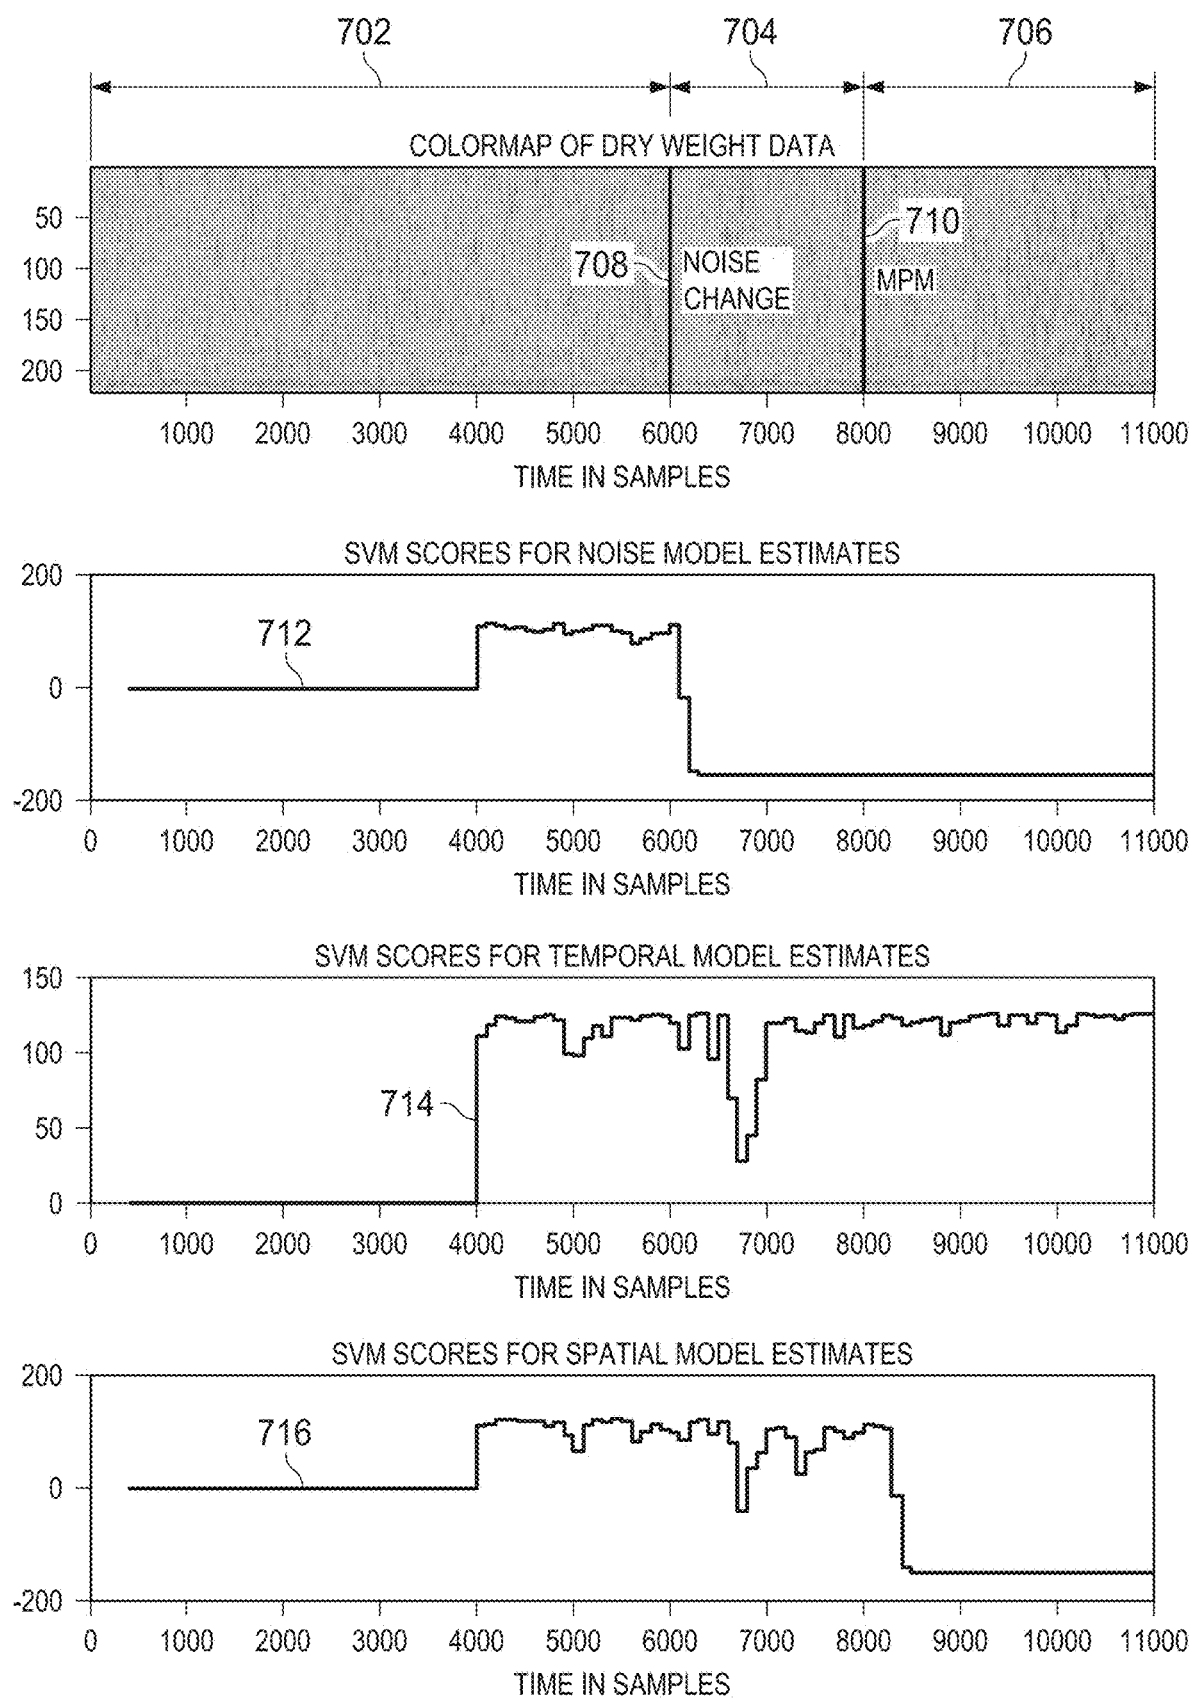 702 704 706
COLORMAP OF DRY WEIGHT DATA
50
100
150
200
708
NOISE
CHANGE
710
MPM
1000 2000 3000 4000 5000 6000 7000 8000 9000 10000 11000
TIME IN SAMPLES
SVM SCORES FOR NOISE MODEL ESTIMATES
200
0
-200
712
0 1000 2000 3000 4000 5000 6000 7000 8000 9000 10000 11000
TIME IN SAMPLES
SVM SCORES FOR TEMPORAL MODEL ESTIMATES
150
100
50
0
714
0 1000 2000 3000 4000 5000 6000 7000 8000 9000 10000 11000
TIME IN SAMPLES
SVM SCORES FOR SPATIAL MODEL ESTIMATES
200
0
-200
716
0 1000 2000 3000 4000 5000 6000 7000 8000 9000 10000 11000
TIME IN SAMPLES